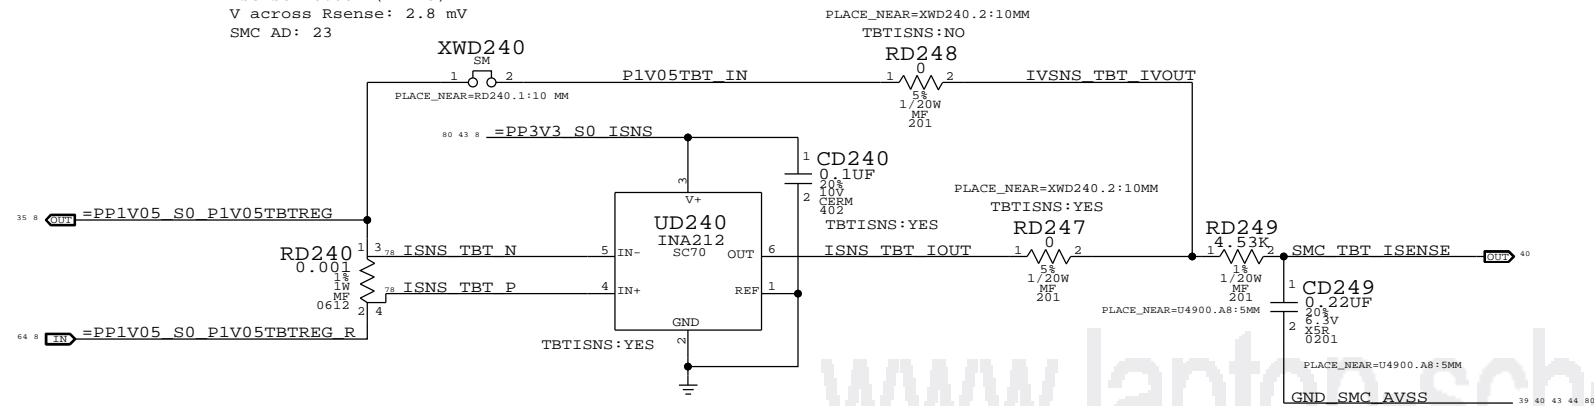 V across Rsense: 2.8 mV
SMC AD: 23
XWD240
SM
1 2
PLACE_NEAR=RD240.1:10 MM
P1V05TBT_IN
PLACE_NEAR=XWD240.2:10MM
TBTISNS:NO
RD248
0
1 2
5%
1/20W
MF
201
IVSNS_TBT_IVOUT
80 43 8
=PP3V3_S0_ISNS
1
CD240
0.1UF
20%
10V
CERM
402
2
TBTISNS:YES
35 8
OUT
=PP1V05_S0_P1V05TBTREG
RD240
0.001
1%
1W
MF
0612
1 3
2 4
78
ISNS_TBT_N
78
ISNS_TBT_P
64 8
IN
=PP1V05_S0_P1V05TBTREG_R
3
V+
UD240
INA212
SC70
5
IN-
4
IN+
OUT
6
REF
1
GND
2
TBTISNS:YES
ISNS_TBT_IOUT
PLACE_NEAR=XWD240.2:10MM
TBTISNS:YES
RD247
0
1 2
5%
1/20W
MF
201
RD249
4.53K
1 2
1%
1/20W
MF
201
PLACE_NEAR=U4900.A8:5MM
SMC_TBT_ISENSE
OUT
40
1
CD249
0.22UF
20%
6.3V
X5R
0201
2
PLACE_NEAR=U4900.A8:5MM
GND_SMC_AVSS
39 40 43 44 80
www.laptop-sch